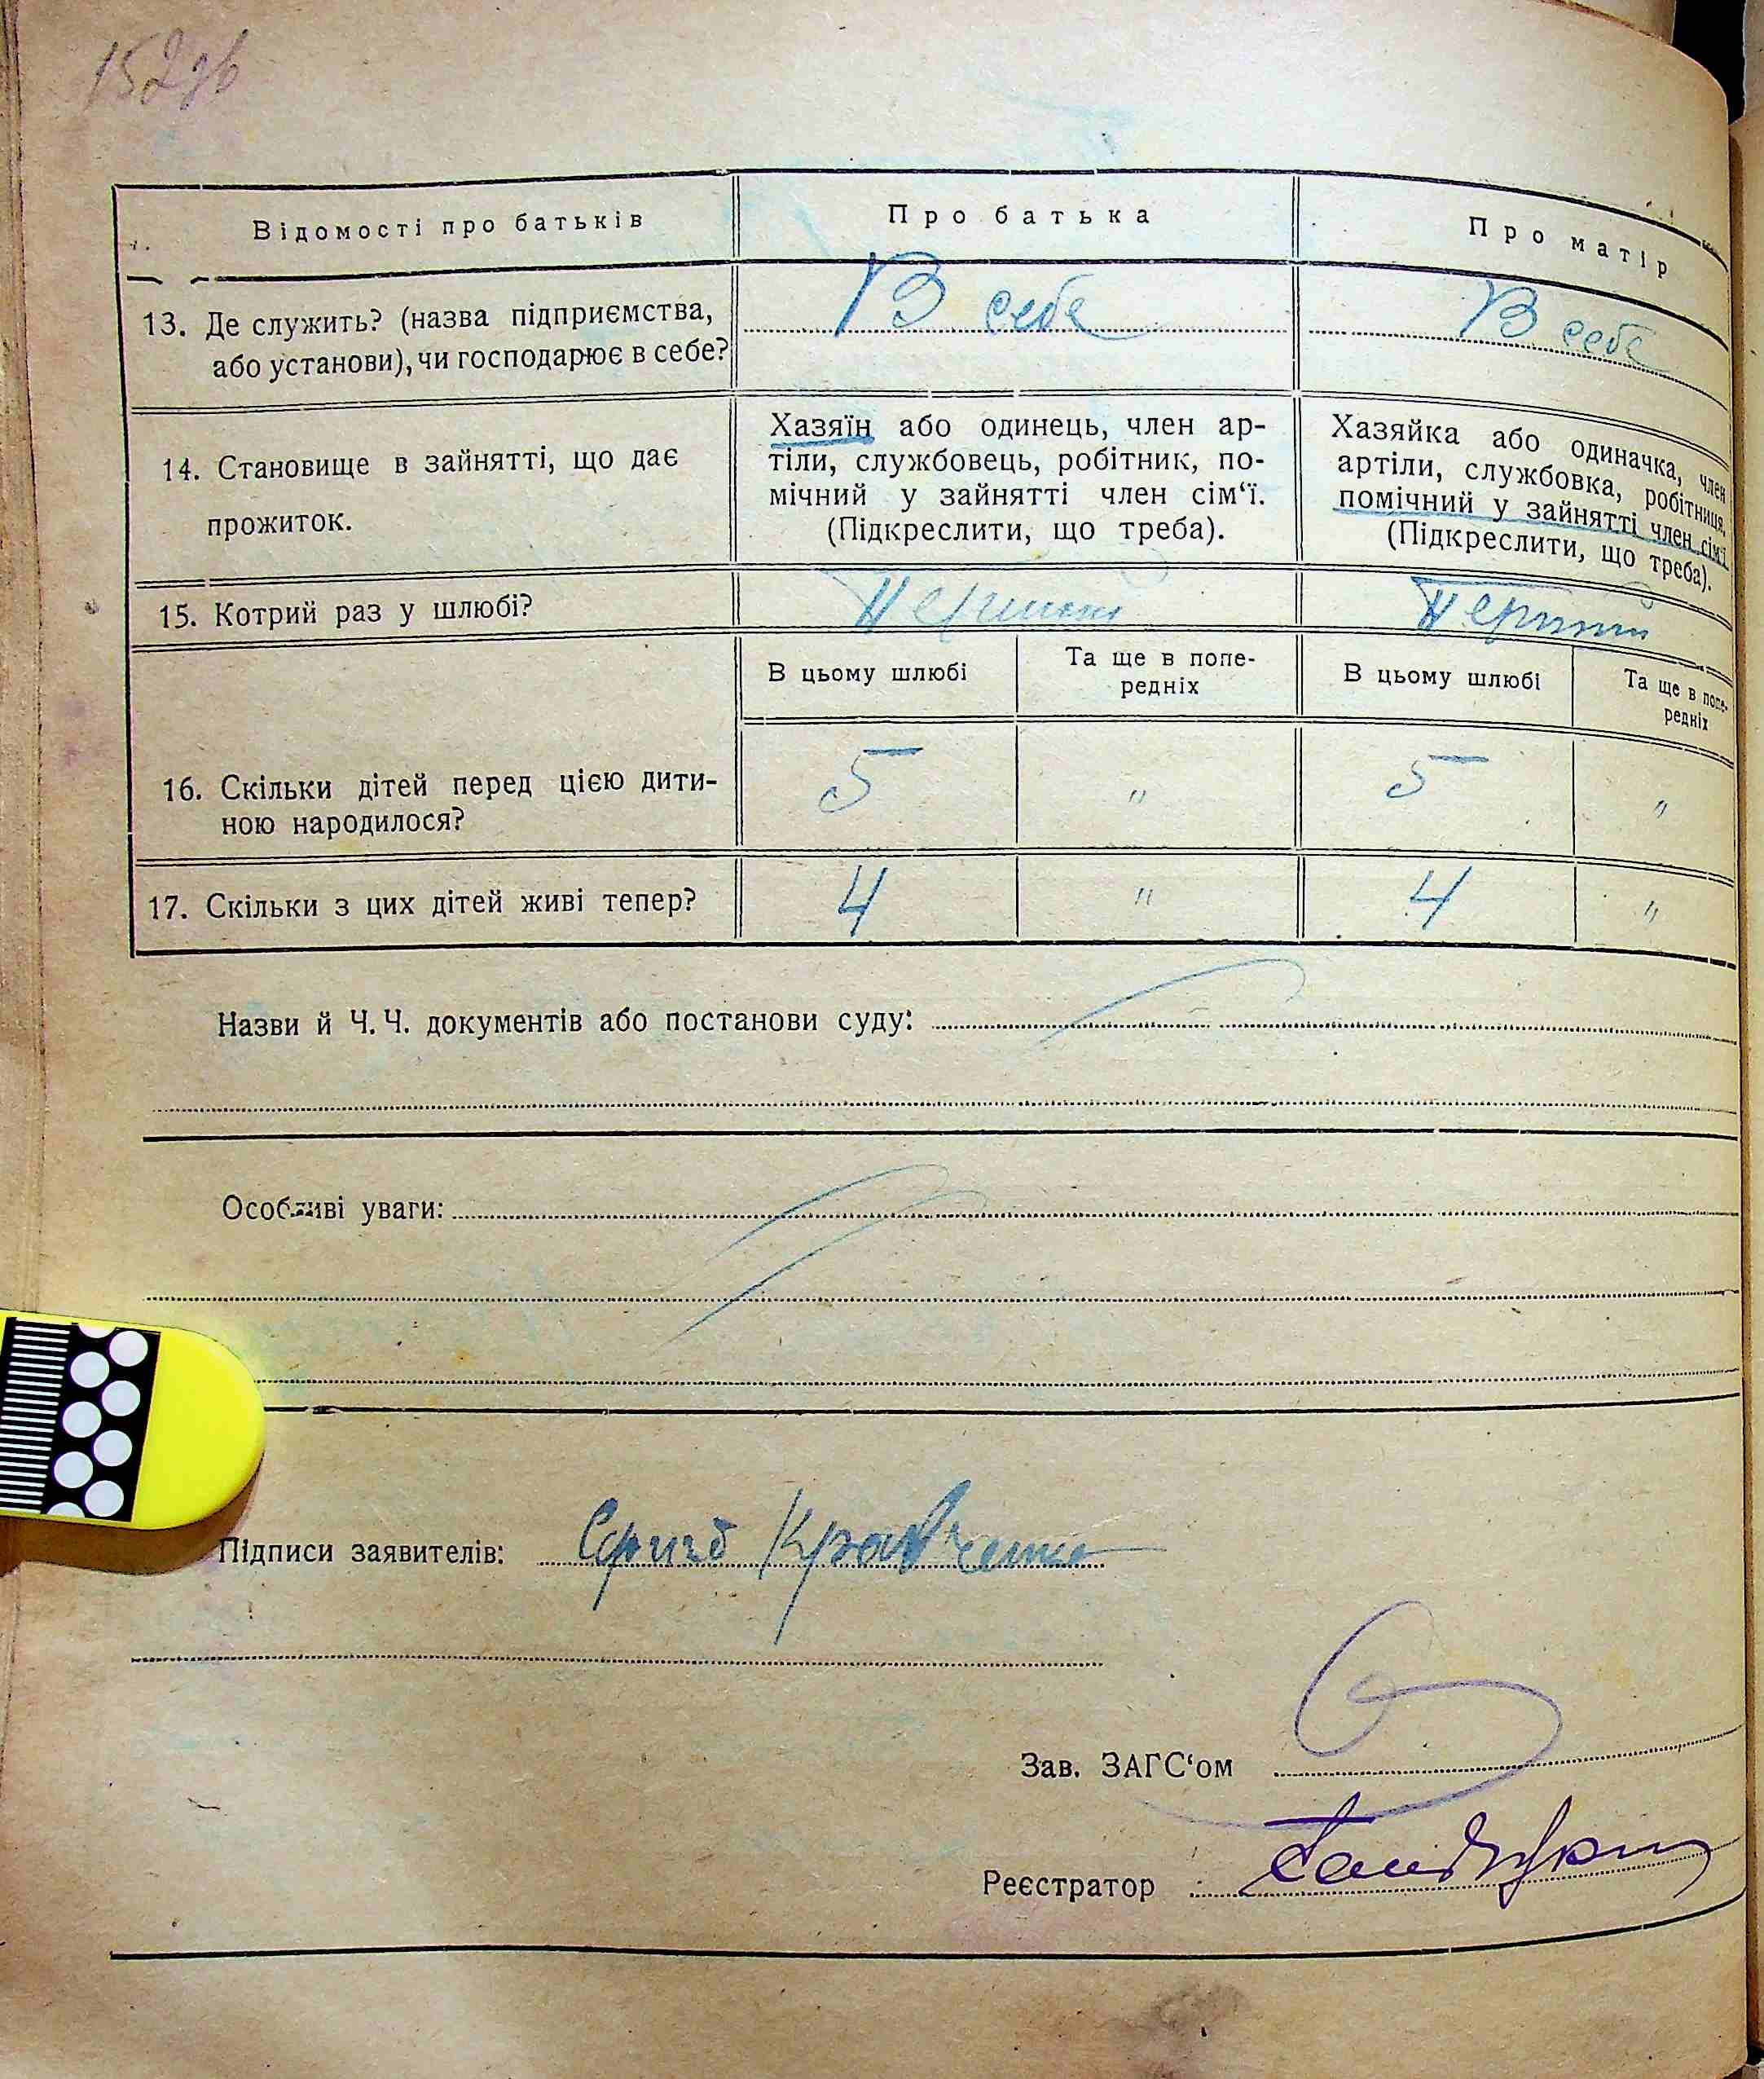 152зв
Відомості про батьків
Про батька
Про матір
13. Де служить? (назва підприємства,
або установи), чи господарює в себе?
В себе
В себе
14. Становище в зайнятті, що дає
прожиток.
Хазяїн або одинець, член ар-
тіли, службовець, робітник, по-
мічний у зайнятті член сім‘ї.
(Підкреслити, що треба).
Хазяйка або одиначка, член
артіли, службовка, робітниця,
помічний у зайнятті член сім‘ї
(Підкреслити, що треба).
15. Котрий раз у шлюбі?
Перший
Перший
В цьому шлюбі
Та ще в попе-
редніх
В цьому шлюбі
Та ще в попе-
редніх
16. Скільки дітей перед цією дити-
ною народилося?
5
"
5
"
17. Скільки з цих дітей живі тепер?
4
"
4
"
Назви й Ч. Ч. документів або постанови суду:
Особливі уваги:
Підписи заявителів: Кравченко
Зав. ЗАГС‘ом
Реєстратор